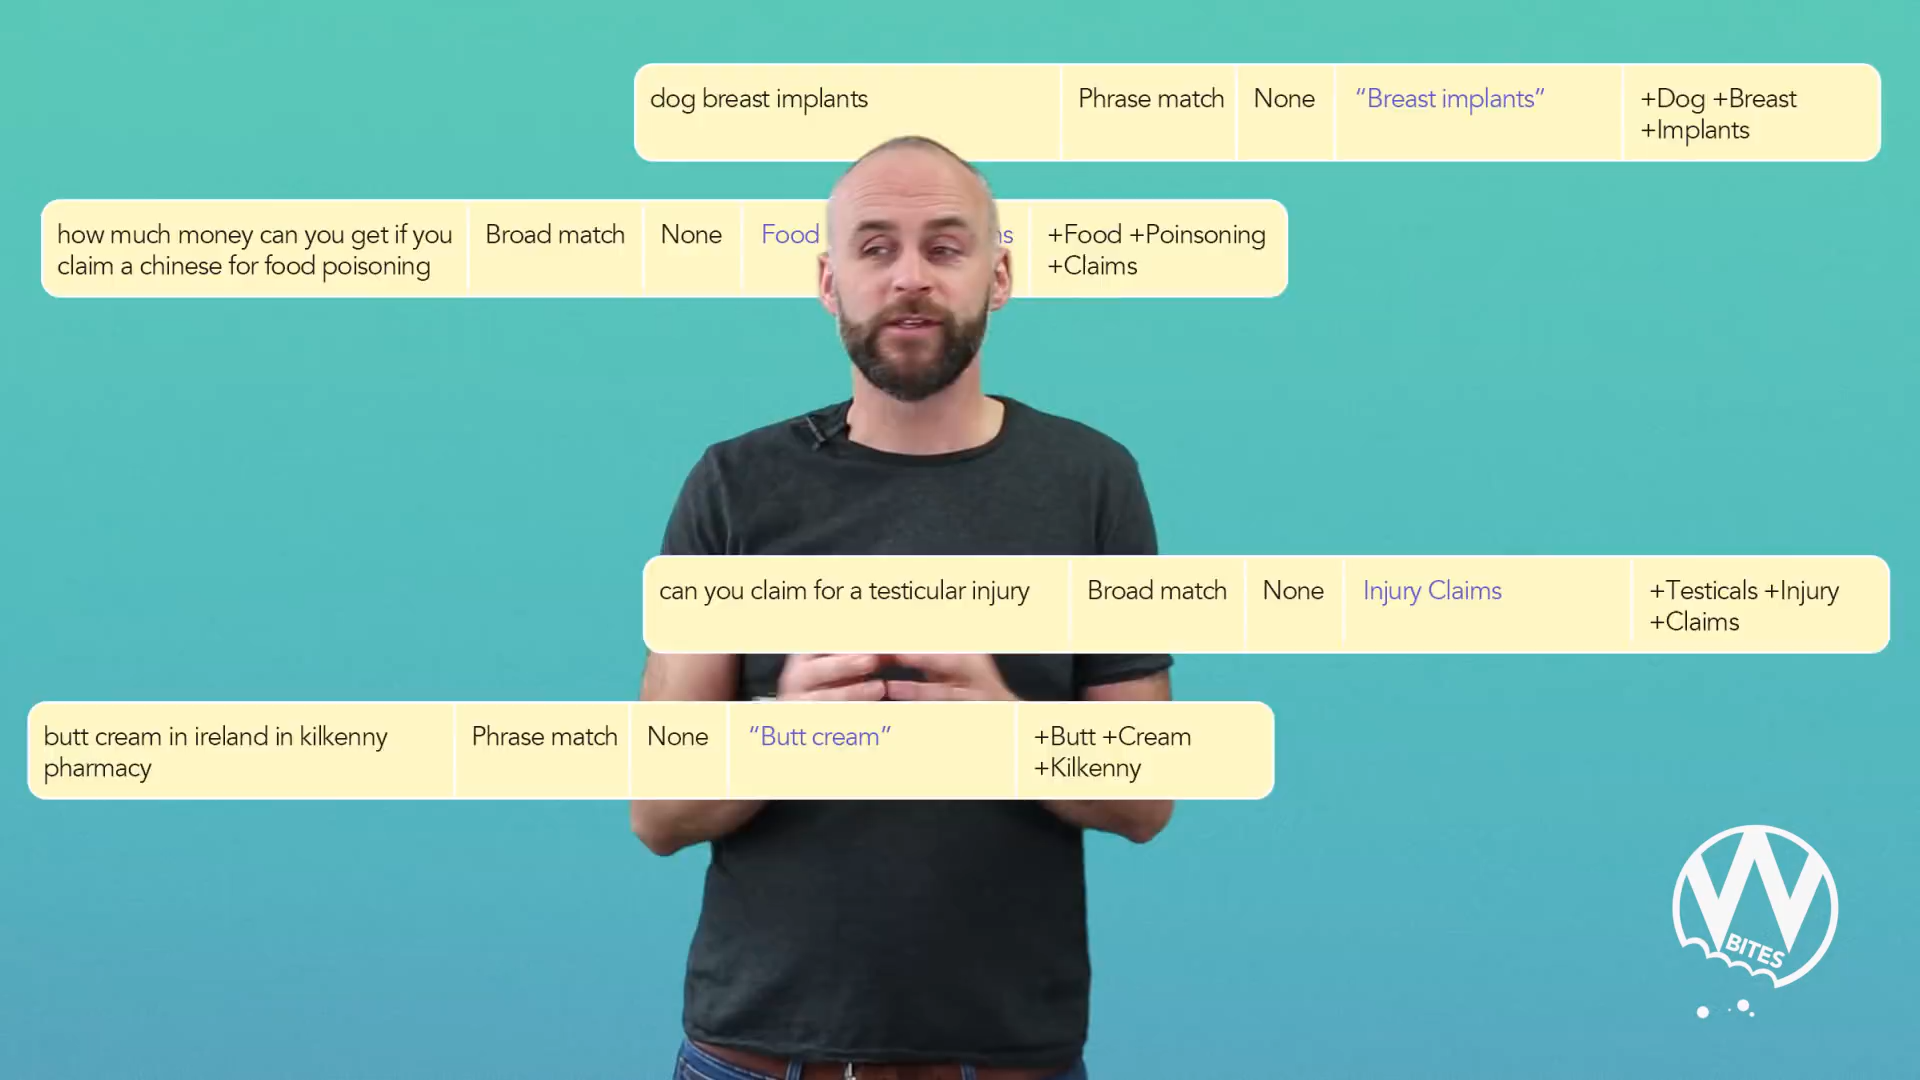 dog breast implants Phrase match None “Breast implants” +Dog +Breast
+Implants
how much money can you get if you Broad match None Food +Food +Poinsoning
claim a chinese for food poisoning +Claims
can you claim for a testicular injury Broad match None Injury Claims +Testicals +Injury
+Claims
butt cream in ireland in kilkenny Phrase match None “Butt cream” +Butt +Cream
pharmacy +Kilkenny
W
BITES